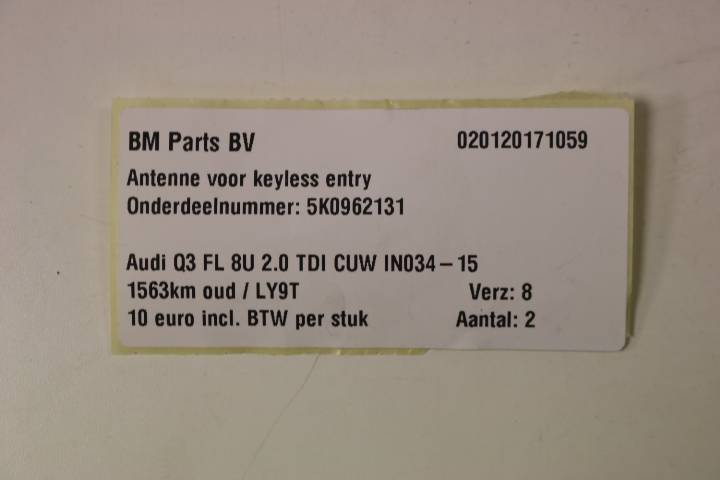 BM Parts BV 020120171059
Antenne voor keyless entry
Onderdeelnummer: 5K0962131
Audi Q3 FL 8U 2.0 TDI CUW IN034-15
1563km oud / LY9T Verz: 8
10 euro incl. BTW per stuk Aantal: 2